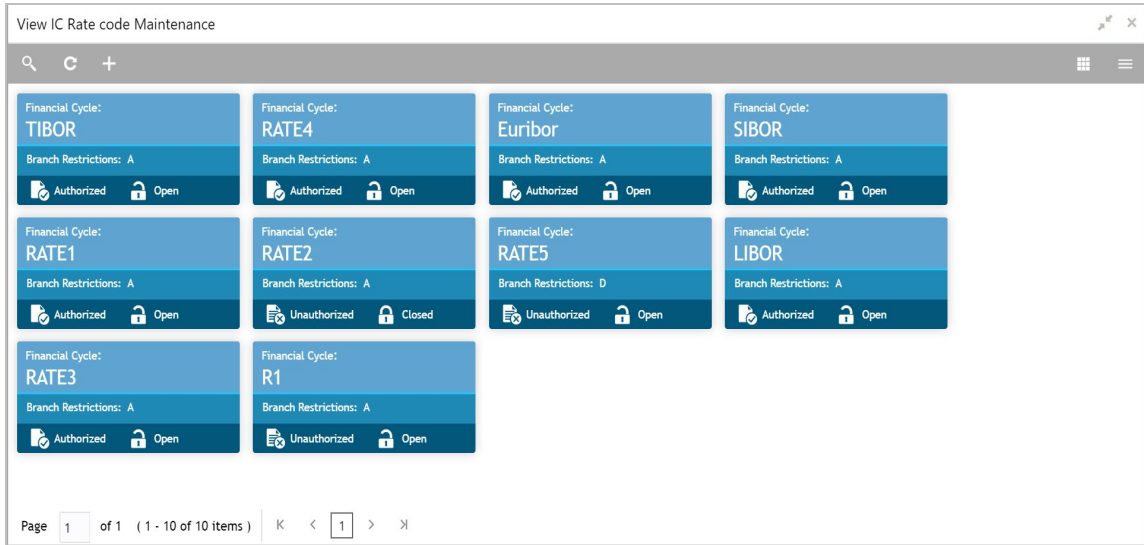 View IC Rate code Maintenance
Financial Cycle:
TIBOR
Branch Restrictions: A
Authorized Open
Financial Cycle:
RATE4
Branch Restrictions: A
Authorized Open
Financial Cycle:
Euribor
Branch Restrictions: A
Authorized Open
Financial Cycle:
SIBOR
Branch Restrictions: A
Authorized Open
Financial Cycle:
RATE1
Branch Restrictions: A
Authorized Open
Financial Cycle:
RATE2
Branch Restrictions: A
Unauthorized Closed
Financial Cycle:
RATE5
Branch Restrictions: D
Unauthorized Open
Financial Cycle:
LIBOR
Branch Restrictions: A
Authorized Open
Financial Cycle:
RATE3
Branch Restrictions: A
Authorized Open
Financial Cycle:
R1
Branch Restrictions: A
Unauthorized Open
Page 1 of 1 ( 1 - 10 of 10 items ) 1